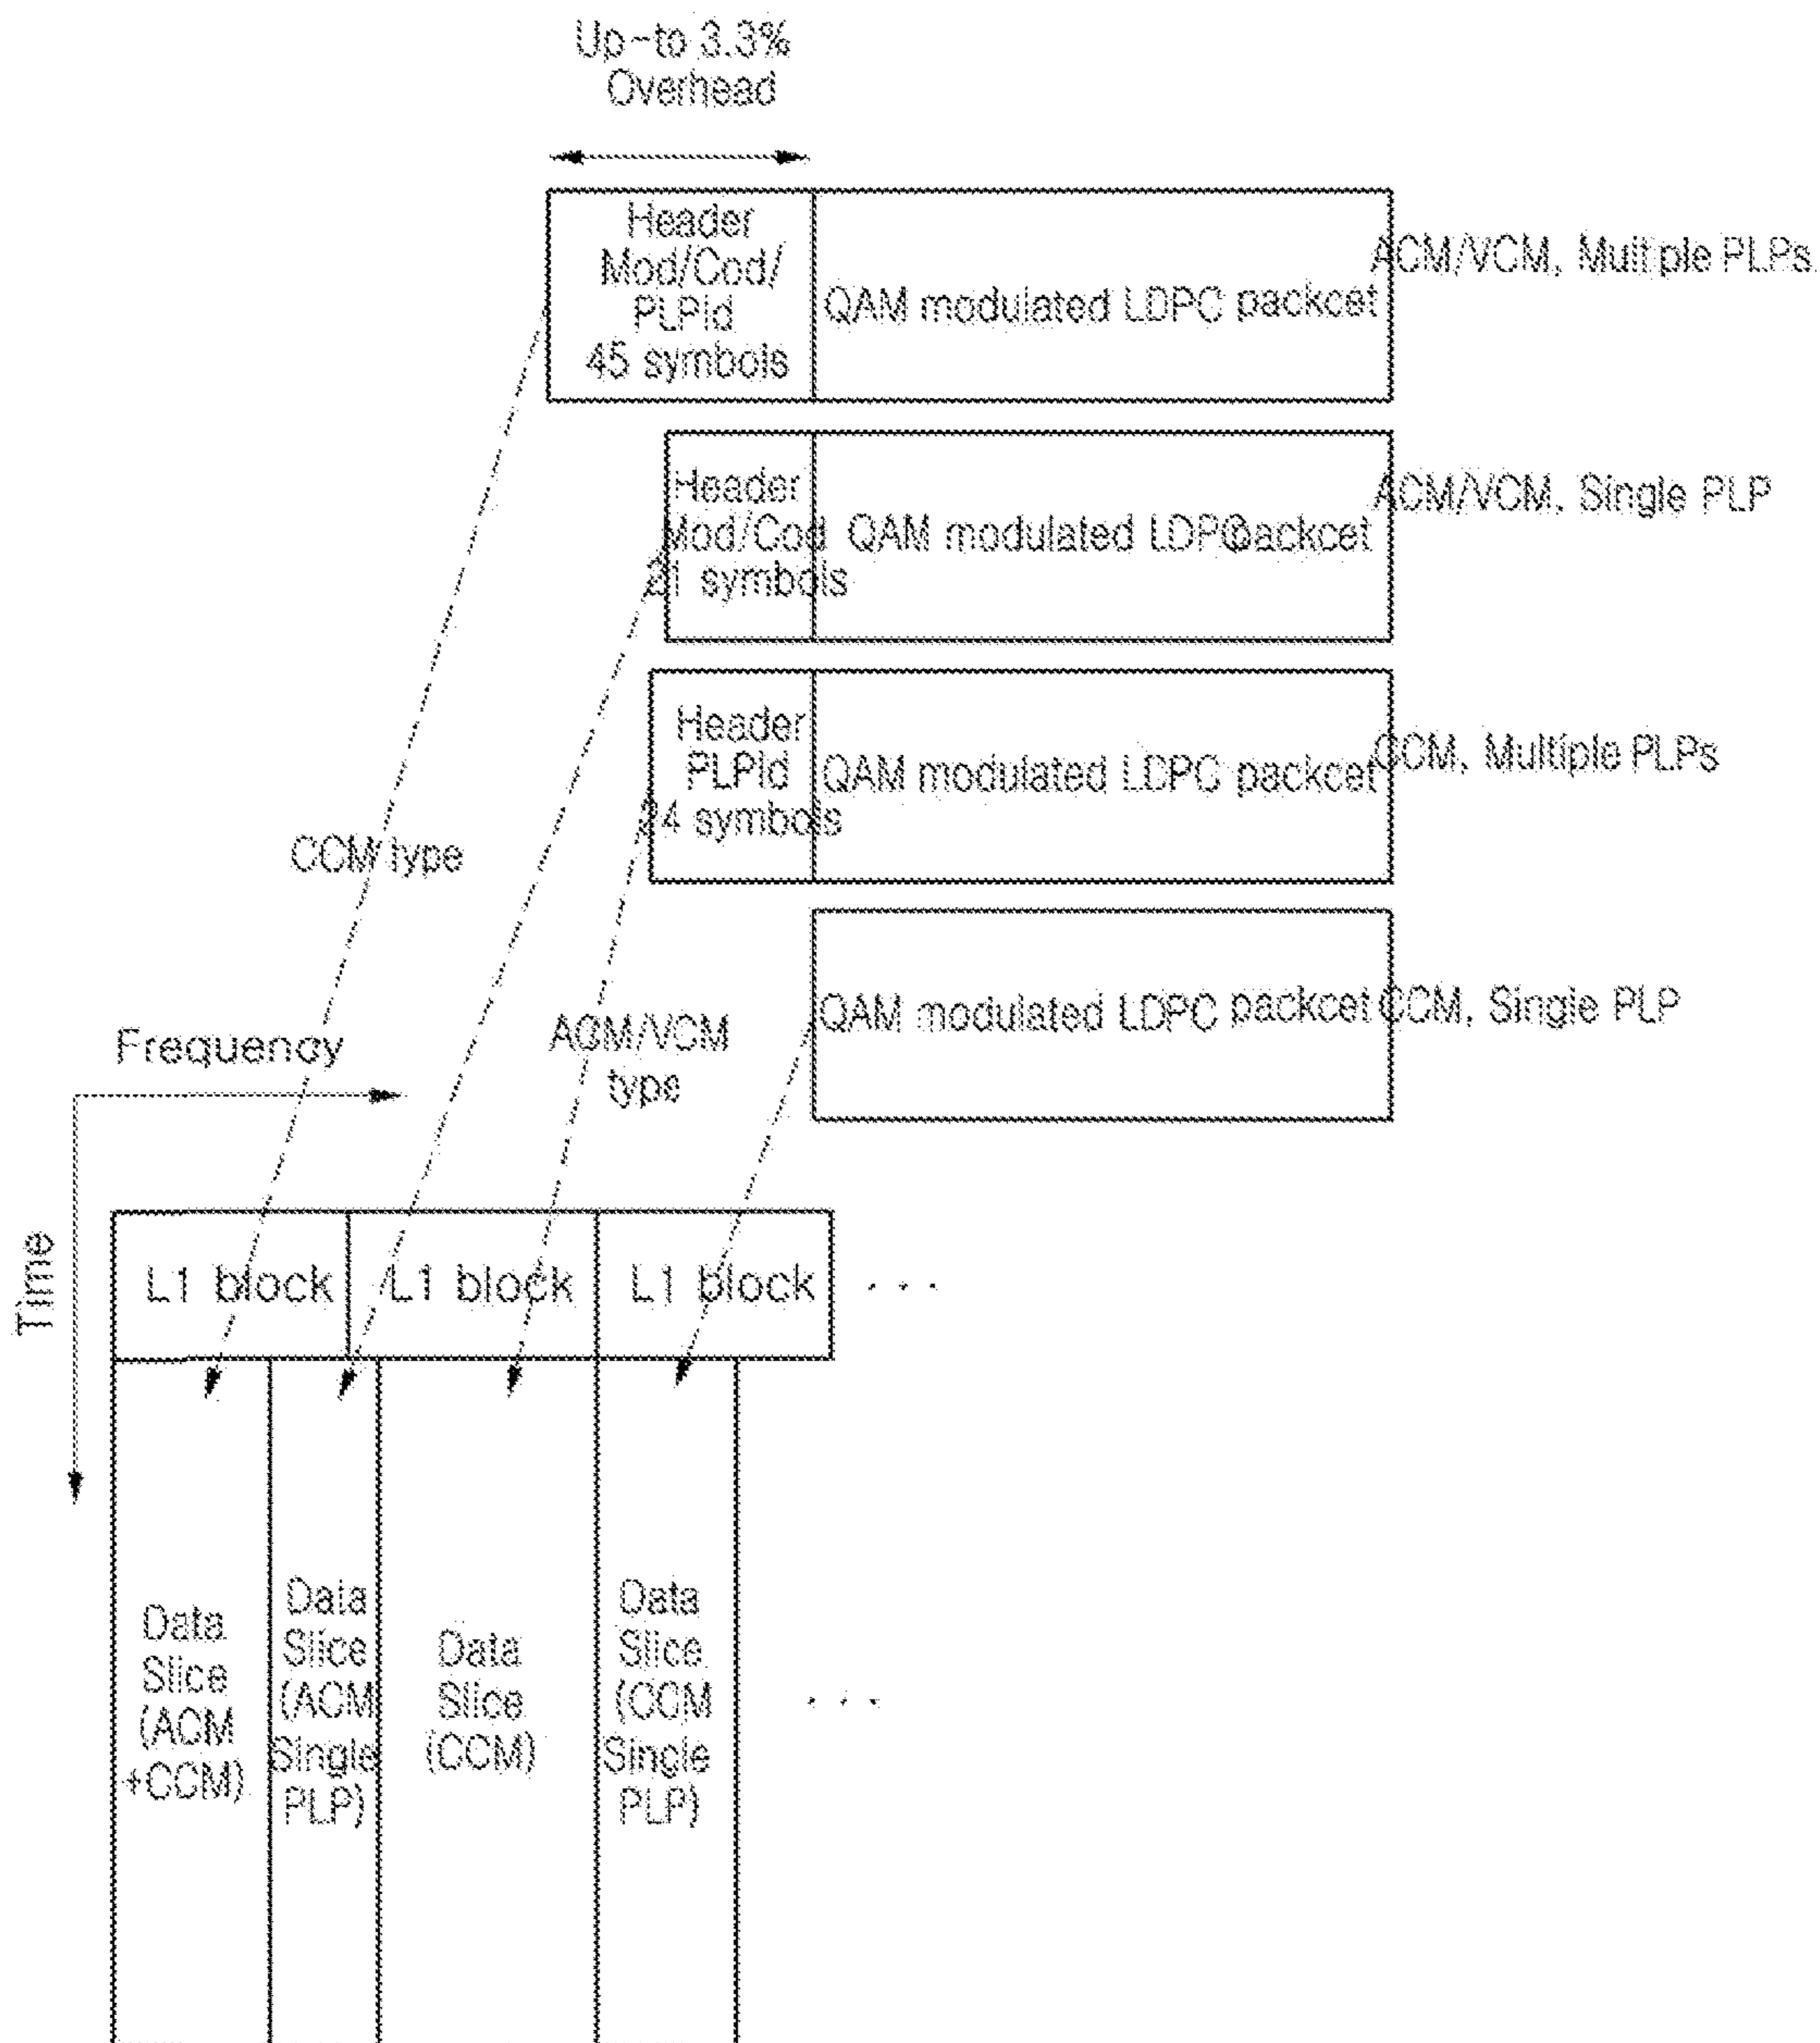 Up-to 3.3%
Overhead
Header
Mod/Cod/
PLPid
45 symbols
QAM modulated LDPC packcet
ACM/VCM, Multiple PLPs
Header
Mod/Cod
21 symbols
QAM modulated LDPC packcet
ACM/VCM, Single PLP
Header
PLPid
24 symbols
QAM modulated LDPC packcet
CCM, Multiple PLPs
CCM type
QAM modulated LDPC packcet
CCM, Single PLP
ACM/VCM
type
Frequency
Time
L1 block
L1 block
L1 block
. . .
Data
Slice
(ACM
+CCM)
Data
Slice
(ACM
Single
PLP)
Data
Slice
(CCM)
Data
Slice
(CCM
Single
PLP)
. . .